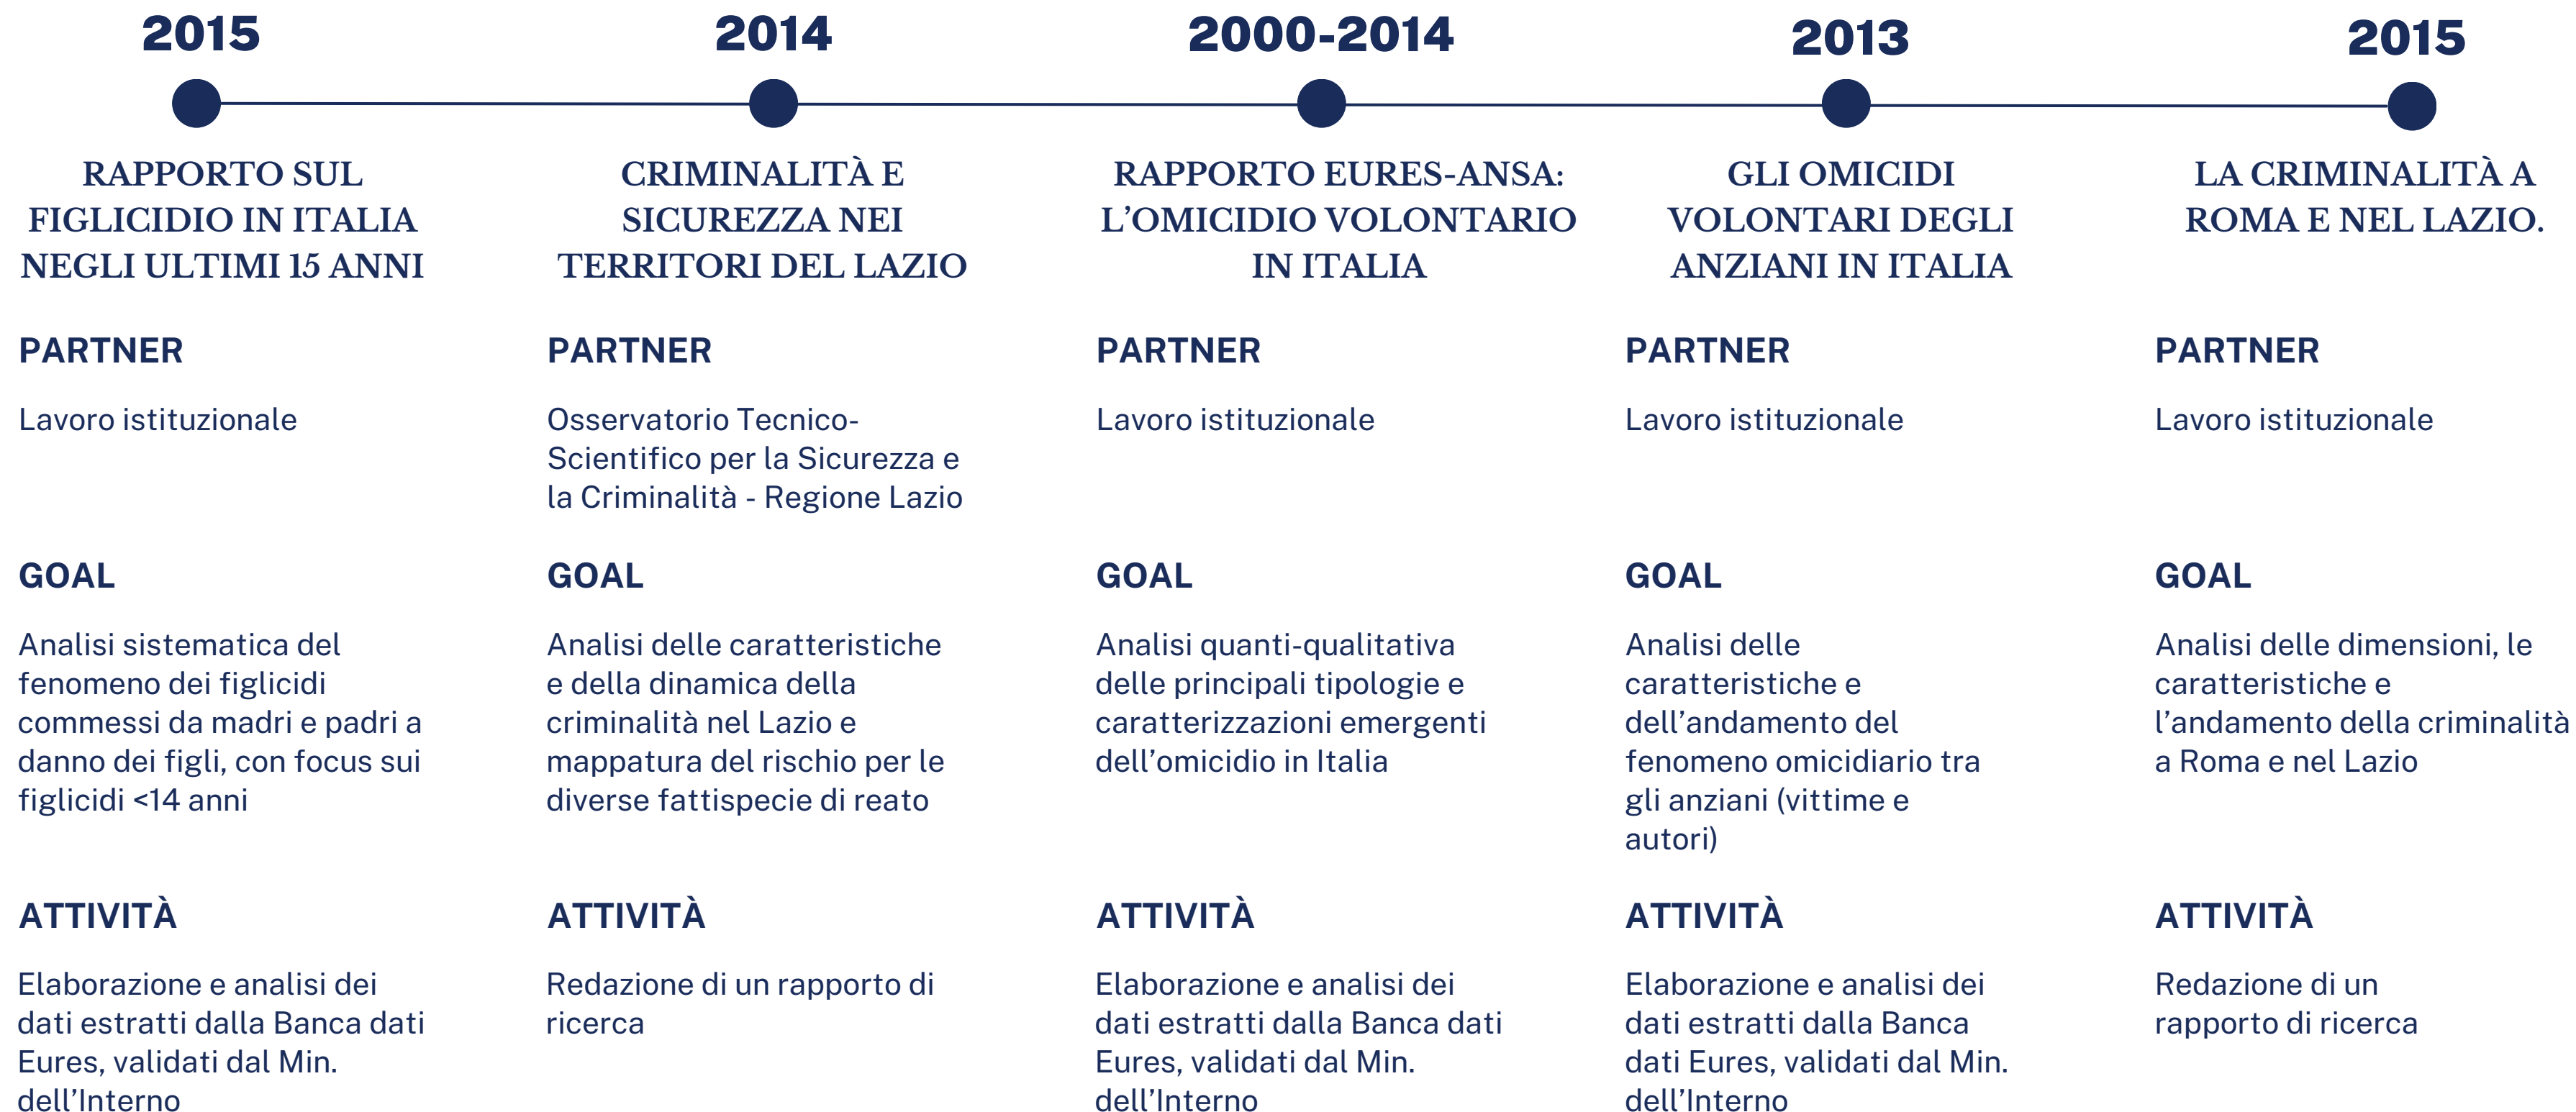 2015
RAPPORTO SUL
FIGLICIDIO IN ITALIA
NEGLI ULTIMI 15 ANNI
PARTNER
Lavoro istituzionale
GOAL
Analisi sistematica del
fenomeno dei figlicidi
commessi da madri e padri a
danno dei figli, con focus sui
figlicidi <14 anni
ATTIVITÀ
Elaborazione e analisi dei
dati estratti dalla Banca dati
Eures, validati dal Min.
dell’Interno
2014
CRIMINALITÀ E
SICUREZZA NEI
TERRITORI DEL LAZIO
PARTNER
Osservatorio Tecnico-
Scientifico per la Sicurezza e
la Criminalità - Regione Lazio
GOAL
Analisi delle caratteristiche
e della dinamica della
criminalità nel Lazio e
mappatura del rischio per le
diverse fattispecie di reato
ATTIVITÀ
Redazione di un rapporto di
ricerca
2000-2014
RAPPORTO EURES-ANSA:
L’OMICIDIO VOLONTARIO
IN ITALIA
PARTNER
Lavoro istituzionale
GOAL
Analisi quanti-qualitativa
delle principali tipologie e
caratterizzazioni emergenti
dell’omicidio in Italia
ATTIVITÀ
Elaborazione e analisi dei
dati estratti dalla Banca dati
Eures, validati dal Min.
dell’Interno
2013
GLI OMICIDI
VOLONTARI DEGLI
ANZIANI IN ITALIA
PARTNER
Lavoro istituzionale
GOAL
Analisi delle
caratteristiche e
dell’andamento del
fenomeno omicidiario tra
gli anziani (vittime e
autori)
ATTIVITÀ
Elaborazione e analisi dei
dati estratti dalla Banca
dati Eures, validati dal Min.
dell’Interno
2015
LA CRIMINALITÀ A
ROMA E NEL LAZIO.
PARTNER
Lavoro istituzionale
GOAL
Analisi delle dimensioni, le
caratteristiche e
l’andamento della criminalità
a Roma e nel Lazio
ATTIVITÀ
Redazione di un
rapporto di ricerca